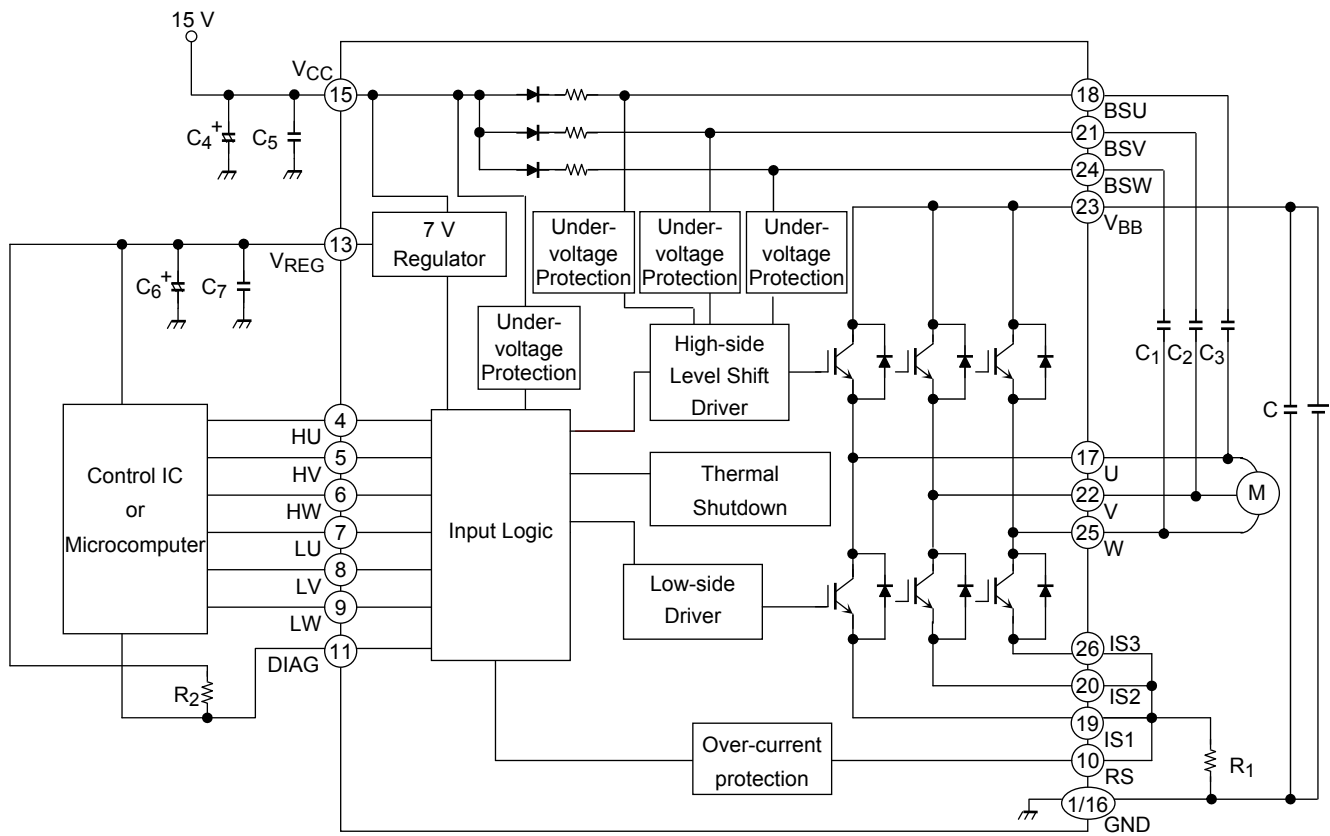 15 V
VCC
15
C4
+
C5
18
BSU
21
BSV
24
BSW
23
VBB
7 V
Regulator
13
VREG
C6
+
C7
Under-
voltage
Protection
Under-
voltage
Protection
Under-
voltage
Protection
Under-
voltage
Protection
High-side
Level Shift
Driver
C1
C2
C3
C
Control IC
or
Microcomputer
4
HU
5
HV
6
HW
7
LU
8
LV
9
LW
11
DIAG
R2
Input Logic
Thermal
Shutdown
Low-side
Driver
17
U
22
V
25
W
M
26
IS3
20
IS2
19
IS1
10
RS
Over-current
protection
R1
1/16
GND